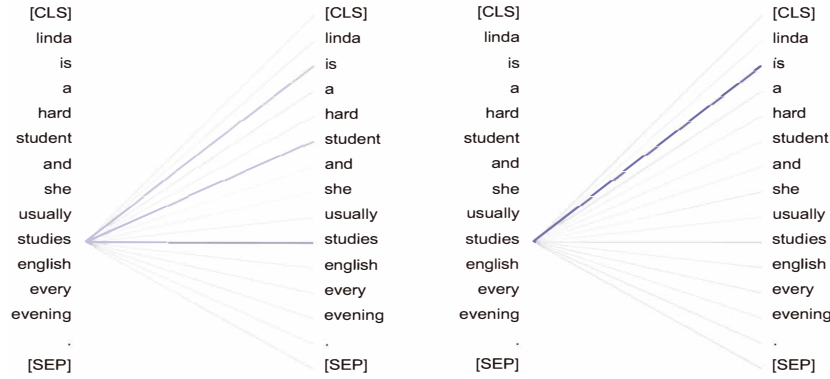 [CLS] [CLS] [CLS] [CLS]
linda linda linda linda
is is is is
a a a a
hard hard hard hard
student student student student
and and and and
she she she she
usually usually usually usually
studies studies studies studies
english english english english
every every every every
evening evening evening evening
. . . .
[SEP] [SEP] [SEP] [SEP]